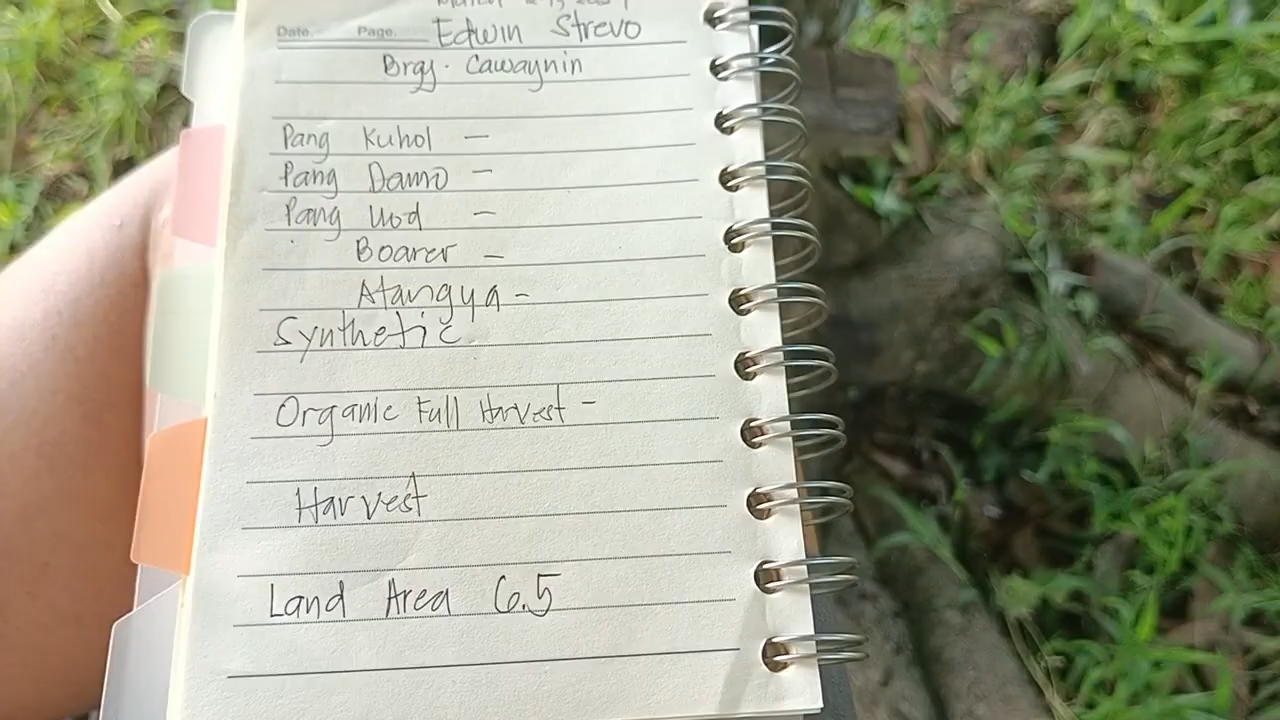 Date. Page. Edwin Strevo
Brgy. Cawaynin
Pang Kuhol -
Pang Damo -
Pang Uod -
Boarer -
Atangya -
Synthetic
Organic Full Harvest -
Harvest
Land Area 6.5